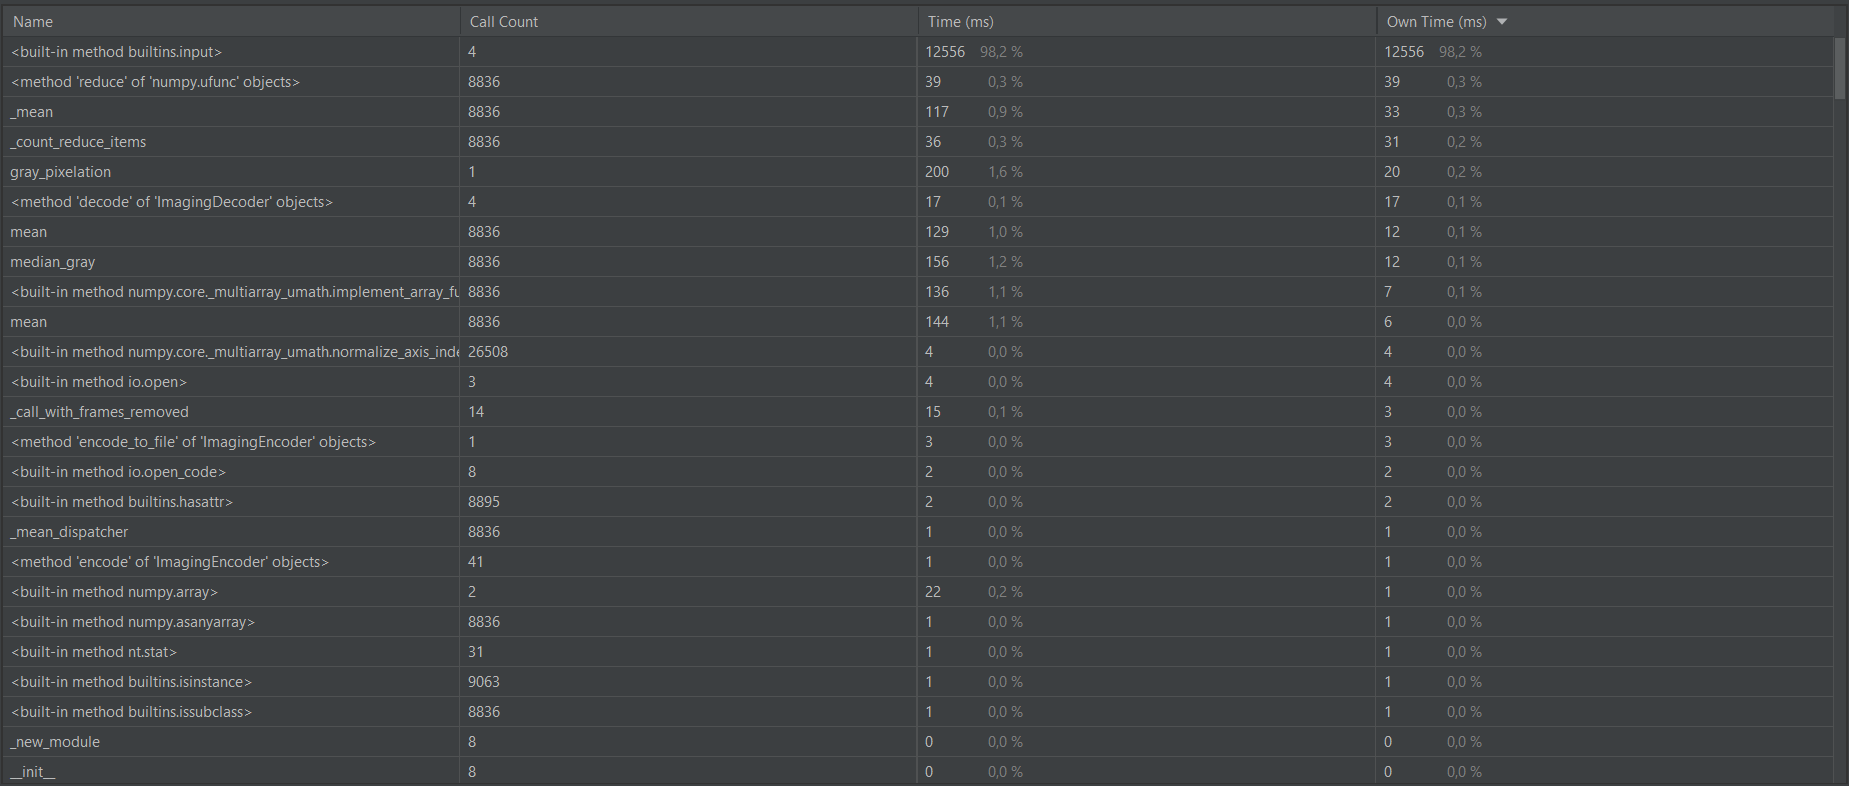 Name Call Count Time (ms) Own Time (ms)
<built-in method builtins.input> 4 12556 98,2 % 12556 98,2 %
<method 'reduce' of 'numpy.ufunc' objects> 8836 39 0,3 % 39 0,3 %
_mean 8836 117 0,9 % 33 0,3 %
_count_reduce_items 8836 36 0,3 % 31 0,2 %
gray_pixelation 1 200 1,6 % 20 0,2 %
<method 'decode' of 'ImagingDecoder' objects> 4 17 0,1 % 17 0,1 %
mean 8836 129 1,0 % 12 0,1 %
median_gray 8836 156 1,2 % 12 0,1 %
<built-in method numpy.core._multiarray_umath.implement_array_fu 8836 136 1,1 % 7 0,1 %
mean 8836 144 1,1 % 6 0,0 %
<built-in method numpy.core._multiarray_umath.normalize_axis_inde 26508 4 0,0 % 4 0,0 %
<built-in method io.open> 3 4 0,0 % 4 0,0 %
_call_with_frames_removed 14 15 0,1 % 3 0,0 %
<method 'encode_to_file' of 'ImagingEncoder' objects> 1 3 0,0 % 3 0,0 %
<built-in method io.open_code> 8 2 0,0 % 2 0,0 %
<built-in method builtins.hasattr> 8895 2 0,0 % 2 0,0 %
_mean_dispatcher 8836 1 0,0 % 1 0,0 %
<method 'encode' of 'ImagingEncoder' objects> 41 1 0,0 % 1 0,0 %
<built-in method numpy.array> 2 22 0,2 % 1 0,0 %
<built-in method numpy.asanyarray> 8836 1 0,0 % 1 0,0 %
<built-in method nt.stat> 31 1 0,0 % 1 0,0 %
<built-in method builtins.isinstance> 9063 1 0,0 % 1 0,0 %
<built-in method builtins.issubclass> 8836 1 0,0 % 1 0,0 %
_new_module 8 0 0,0 % 0 0,0 %
__init__ 8 0 0,0 % 0 0,0 %